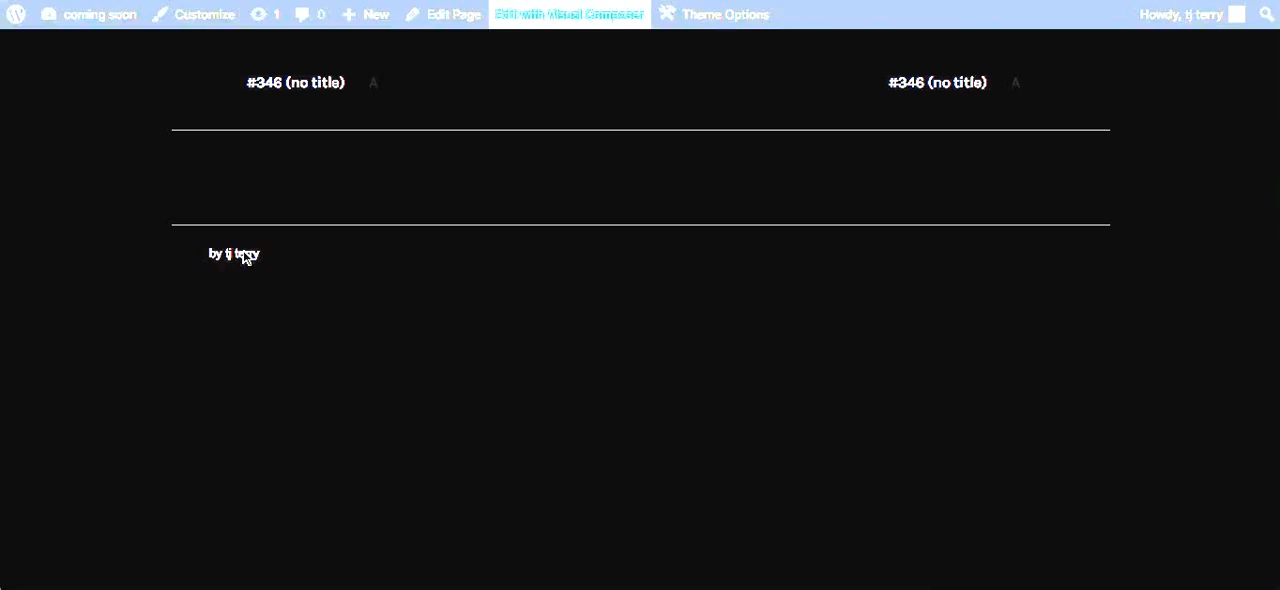 coming soon Customize 1 0 New Edit Page Edit with Visual Composer Theme Options Howdy, tj terry
#346 (no title) A #346 (no title) A
by tj terry